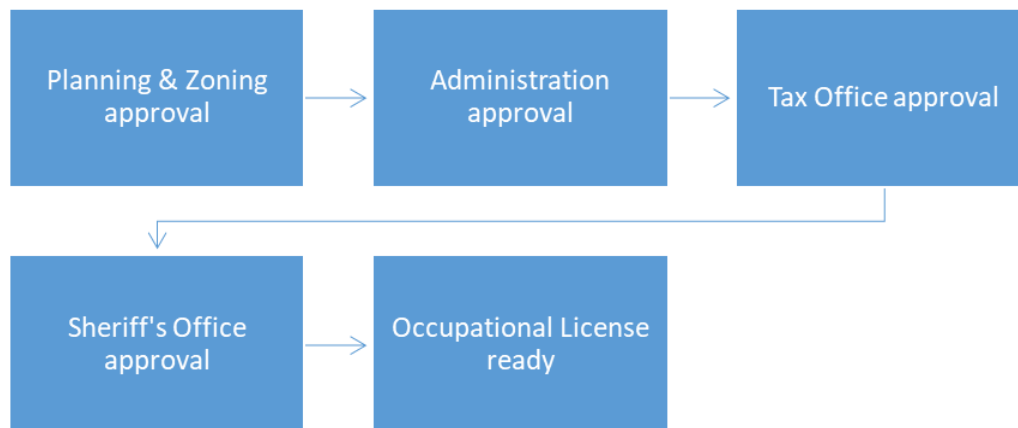 Planning & Zoning
approval
Administration
approval
Tax Office approval
Sheriff's Office
approval
Occupational License
ready